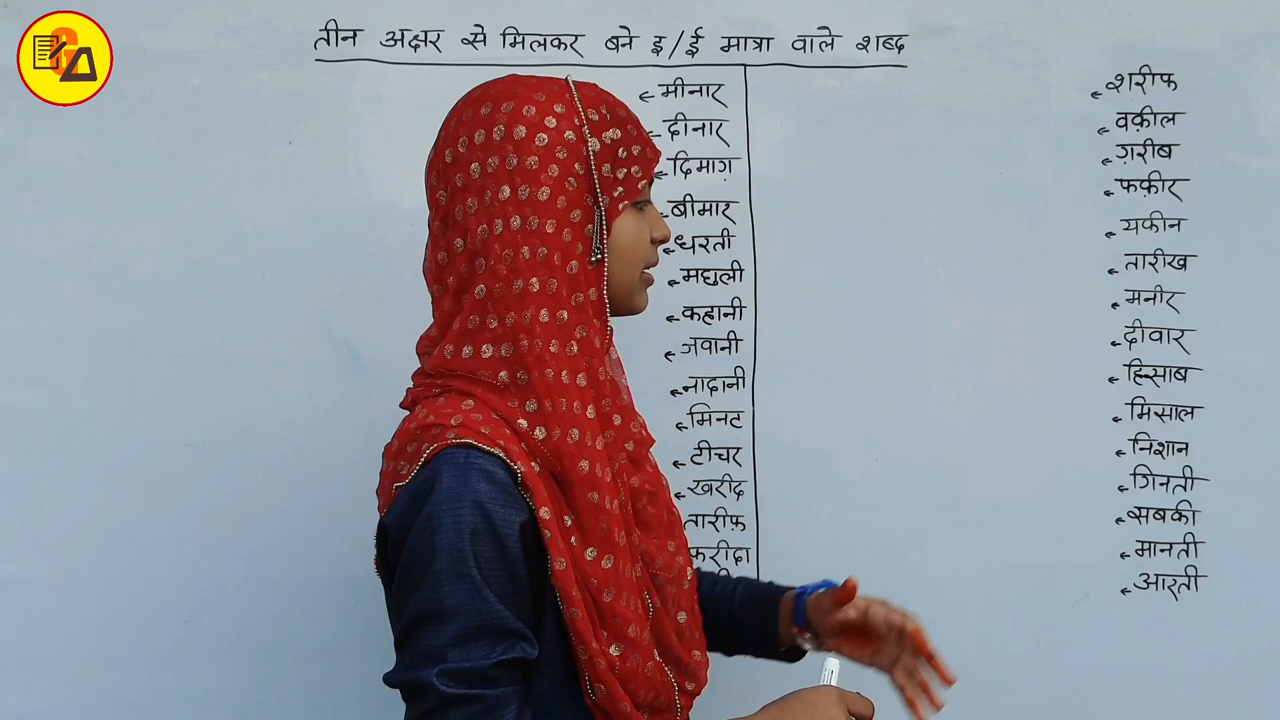 तीन अक्षर से मिलकर बने इ/ई मात्रा वाले शब्द
मीनार
दीनार
दिमाग़
बीमार
धरती
मछली
कहानी
जवानी
नादानी
मिनट
टीचर
खरीद
तारीफ़
फरीदा
शरीफ
वक़ील
ग़रीब
फक़ीर
यकीन
तारीख
मनीर
दीवार
हिसाब
मिसाल
निशान
गिनती
सबकी
मानती
आरती